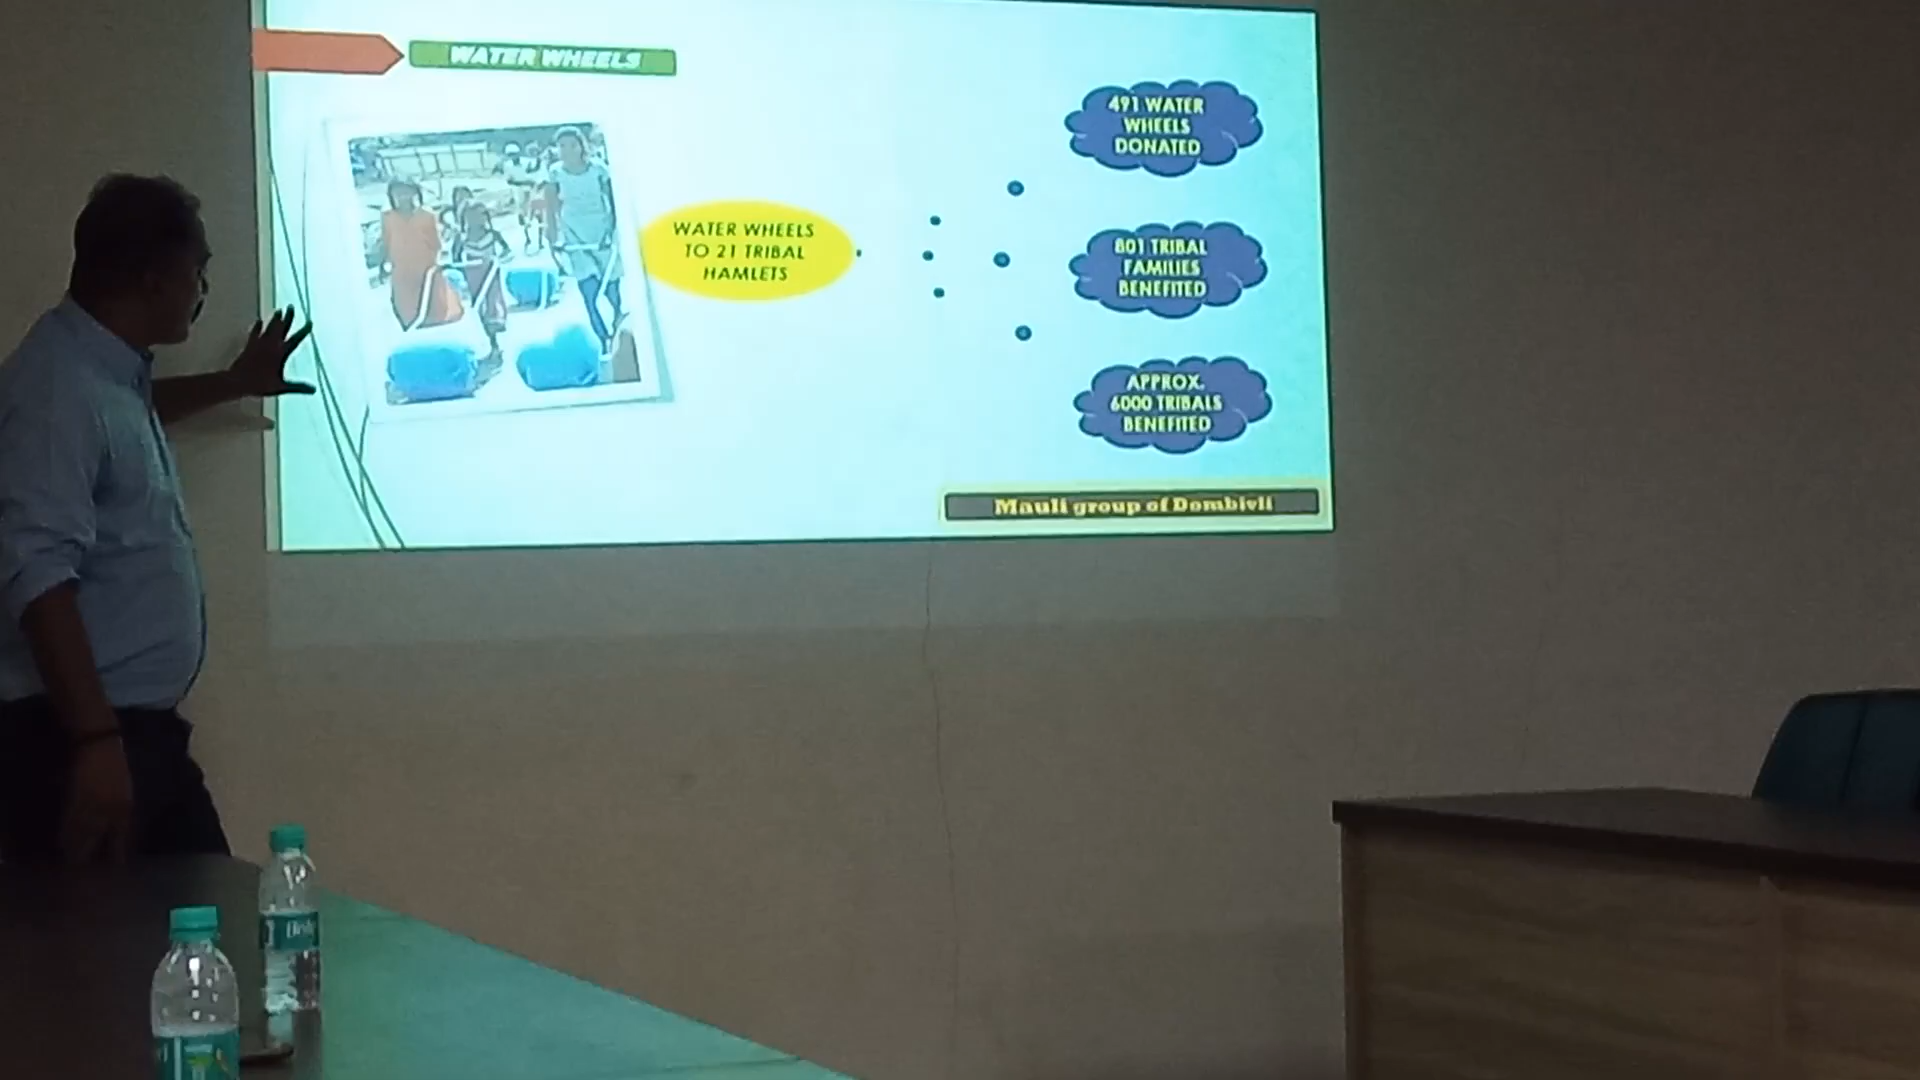 WATER WHEELS
491 WATER
WHEELS
DONATED
WATER WHEELS
TO 21 TRIBAL
HAMLETS
801 TRIBAL
FAMILIES
BENEFITED
APPROX.
6000 TRIBALS
BENEFITED
Mauli group of Dombivli